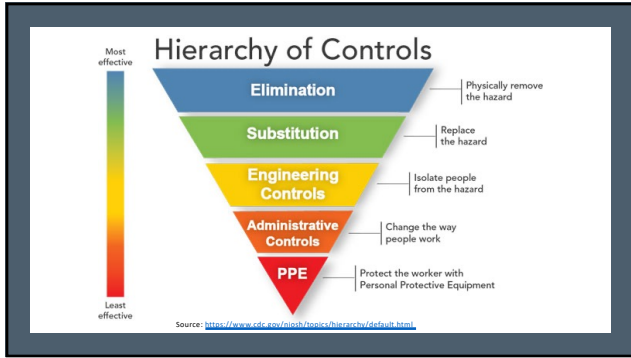 Hierarchy of Controls
Most
effective
Elimination
Physically remove
the hazard
Substitution
Replace
the hazard
Engineering
Controls
Isolate people
from the hazard
Administrative
Controls
Change the way
people work
PPE
Protect the worker with
Personal Protective Equipment
Least
effective
Source: https://www.cdc.gov/niosh/topics/hierarchy/default.html